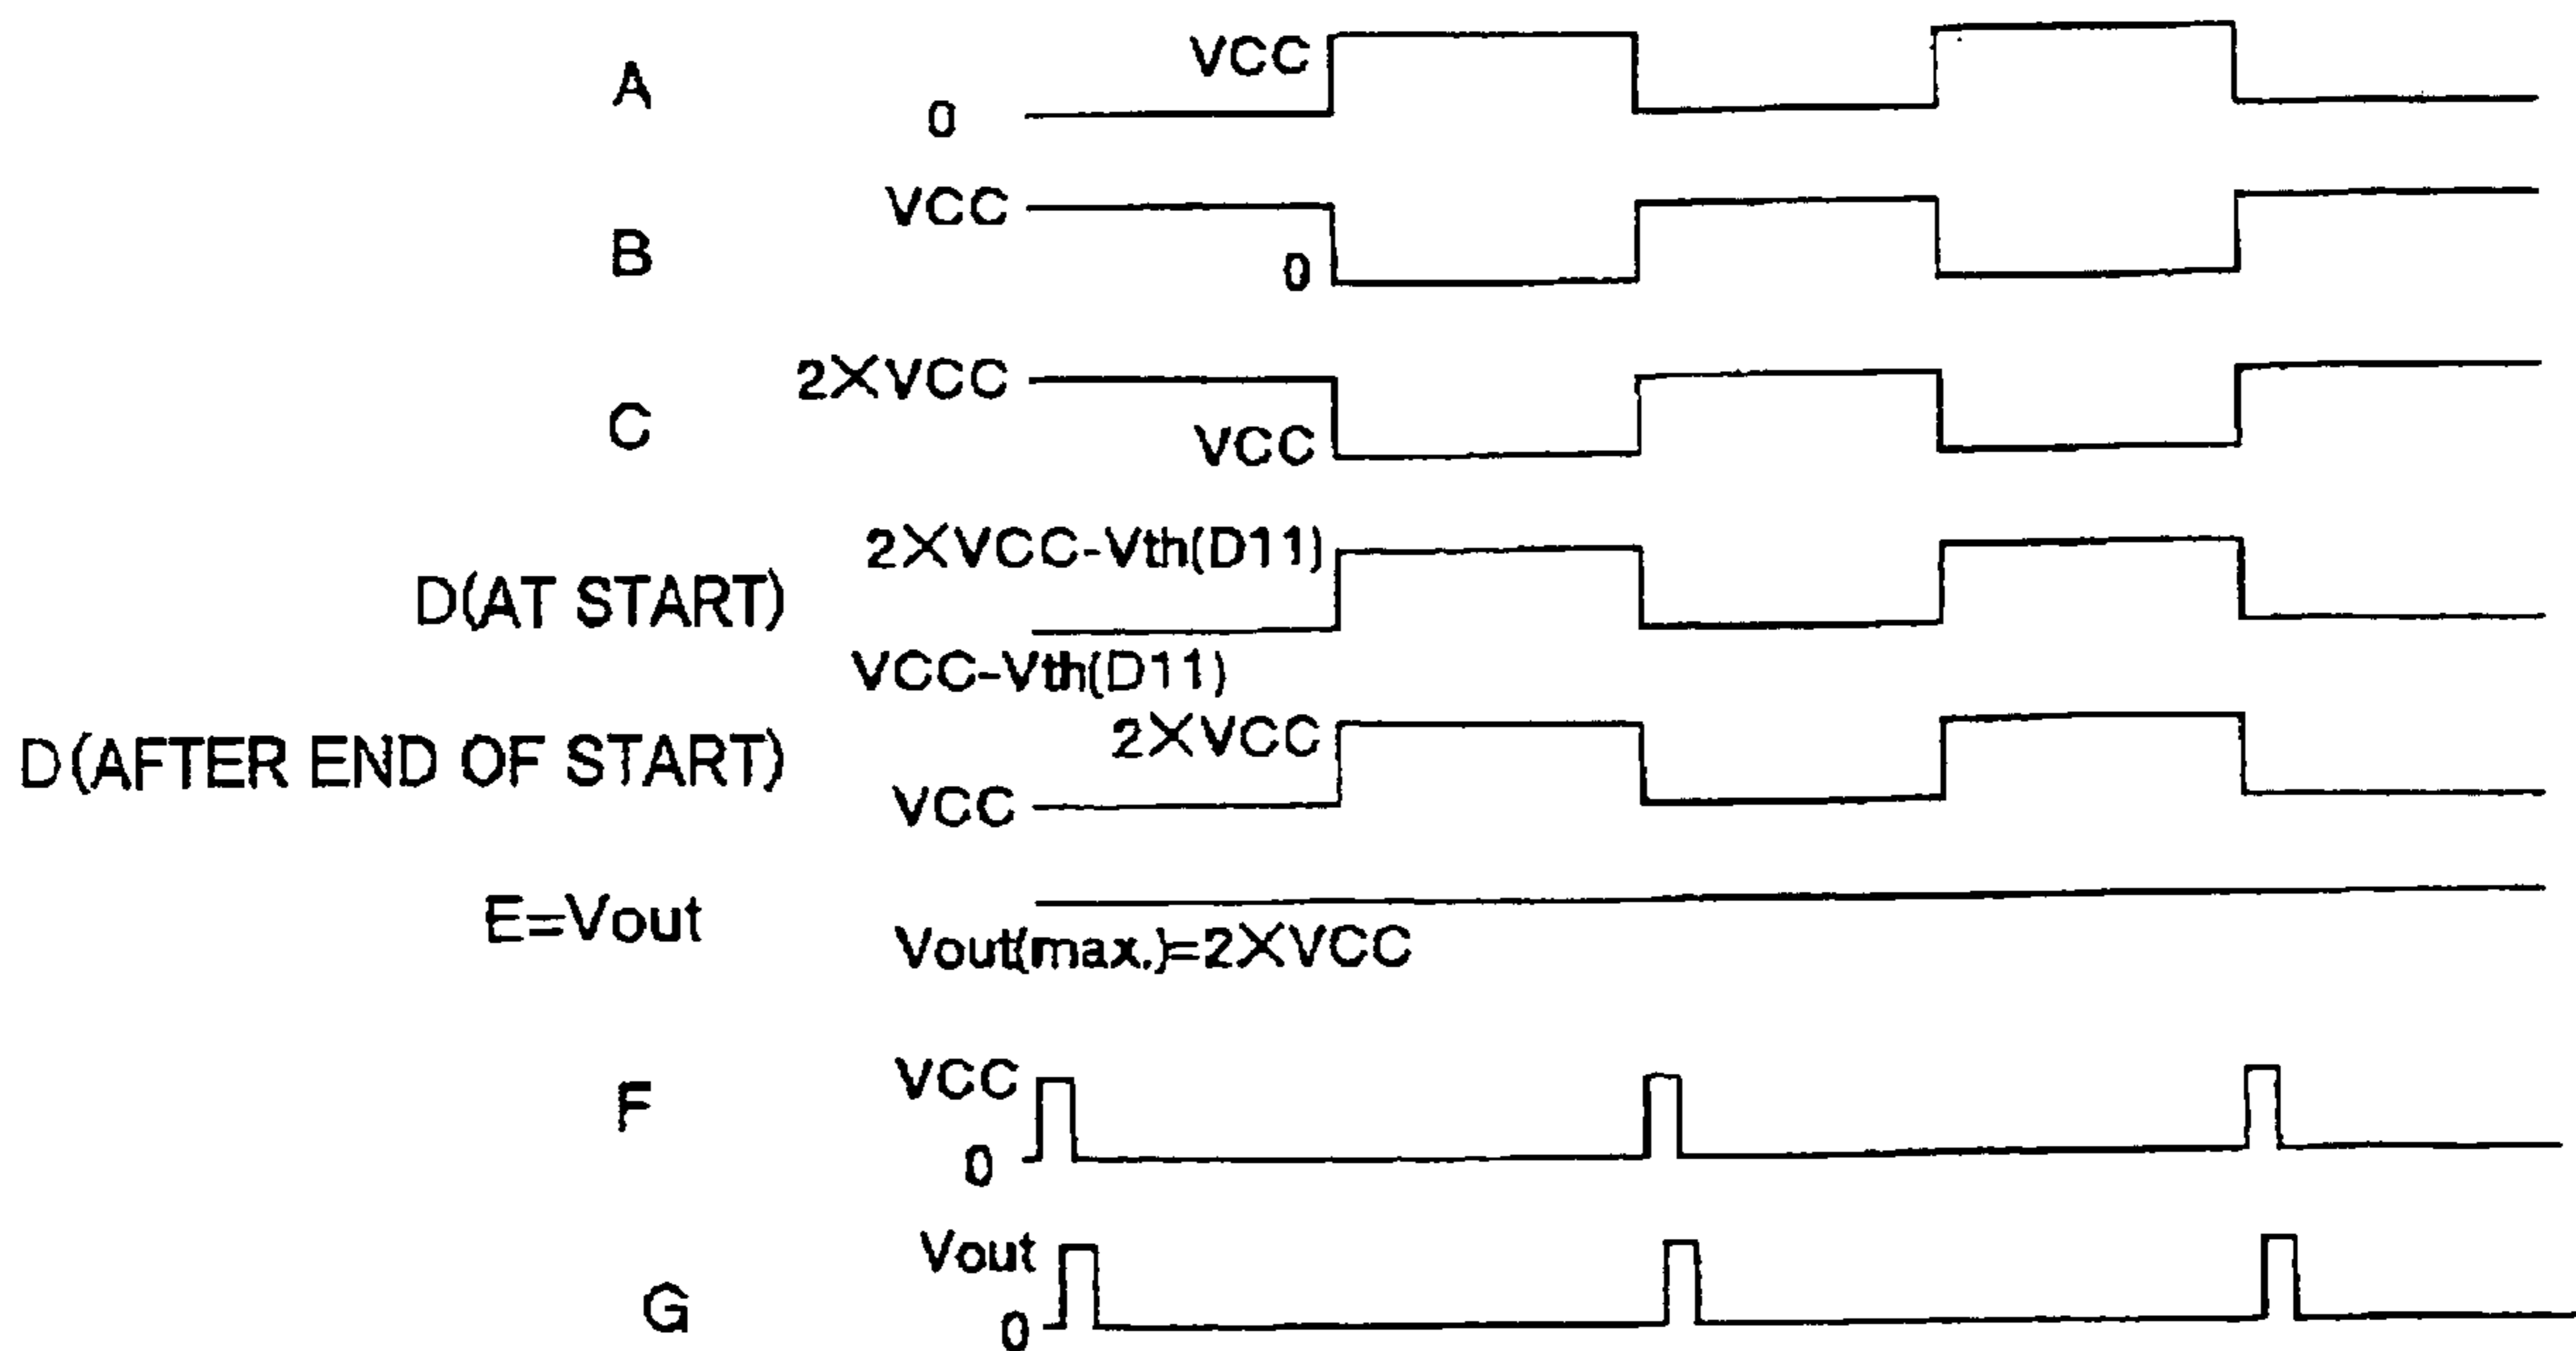 A
VCC
0
B
VCC
0
C
2×VCC
VCC
D(AT START)
2×VCC-Vth(D11)
VCC-Vth(D11)
D(AFTER END OF START)
2×VCC
VCC
E=Vout
Vout(max.)=2×VCC
F
VCC
0
G
Vout
0